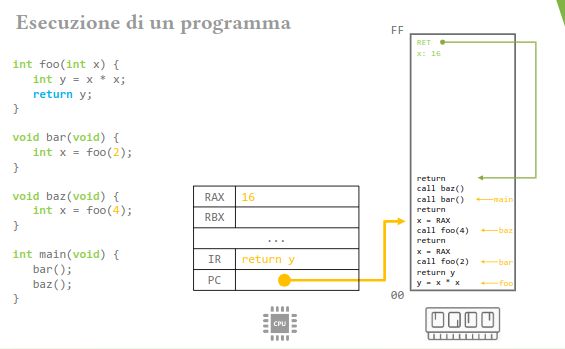 Esecuzione di un programma
int foo(int x) {
int y = x * x;
return y;
}
void bar(void) {
int x = foo(2);
}
void baz(void) {
int x = foo(4);
}
int main(void) {
bar();
baz();
}
RAX 16
RBX
...
IR return y
PC
CPU
FF
RET
x: 16
return
call baz()
call bar() main
return
x = RAX
call foo(4) baz
return
x = RAX
call foo(2) bar
return y
y = x * x foo
00